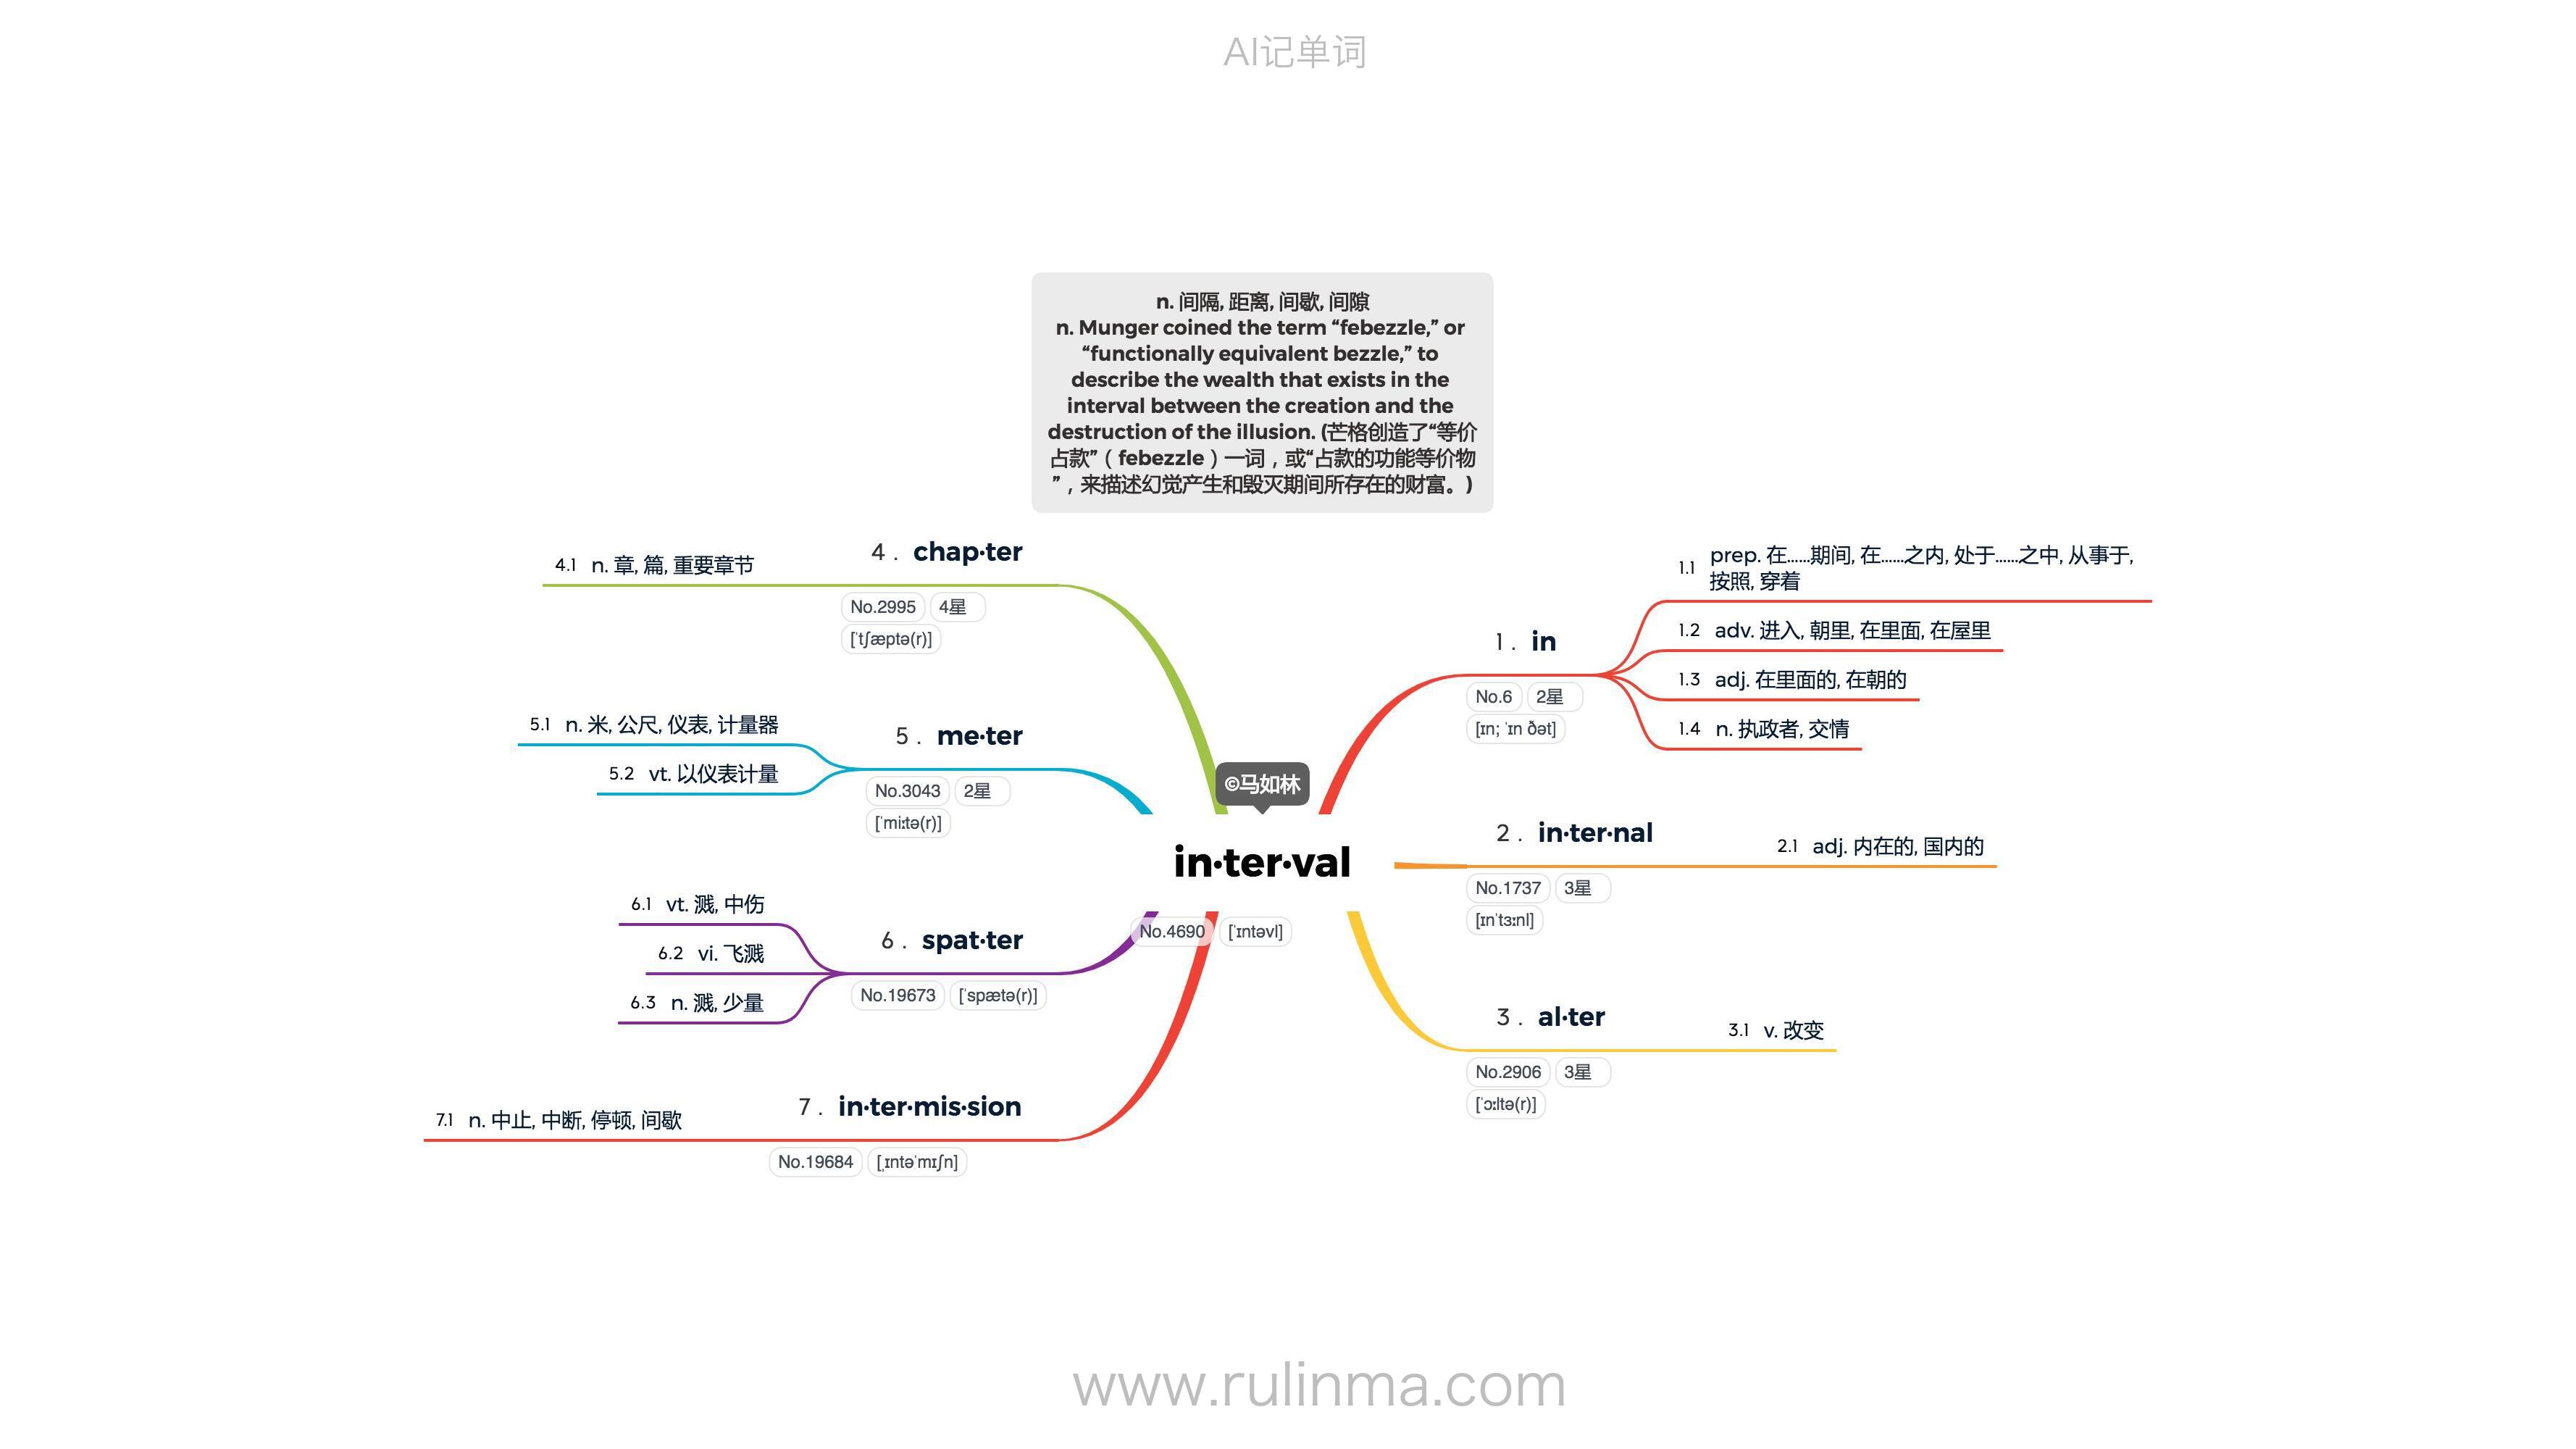 AI记单词
n. 间隔, 距离, 间歇, 间隙
n. Munger coined the term “febezzle,” or
“functionally equivalent bezzle,” to
describe the wealth that exists in the
interval between the creation and the
destruction of the illusion. (芒格创造了“等价
占款”（febezzle）一词，或“占款的功能等价物
”，来描述幻觉产生和毁灭期间所存在的财富。)
©马如林
in·ter·val
No.4690 [ˈɪntəvl]
1 . in
No.6 2星
[ɪn; ˈɪn ðət]
1.1 prep. 在……期间, 在……之内, 处于……之中, 从事于,
按照, 穿着
1.2 adv. 进入, 朝里, 在里面, 在屋里
1.3 adj. 在里面的, 在朝的
1.4 n. 执政者, 交情
2 . in·ter·nal
No.1737 3星
[ɪnˈtɜːnl]
2.1 adj. 内在的, 国内的
3 . al·ter
No.2906 3星
[ˈɔːltə(r)]
3.1 v. 改变
4 . chap·ter
No.2995 4星
[ˈtʃæptə(r)]
4.1 n. 章, 篇, 重要章节
5 . me·ter
No.3043 2星
[ˈmiːtə(r)]
5.1 n. 米, 公尺, 仪表, 计量器
5.2 vt. 以仪表计量
6 . spat·ter
No.19673 [ˈspætə(r)]
6.1 vt. 溅, 中伤
6.2 vi. 飞溅
6.3 n. 溅, 少量
7 . in·ter·mis·sion
No.19684 [ˌɪntəˈmɪʃn]
7.1 n. 中止, 中断, 停顿, 间歇
www.rulinma.com